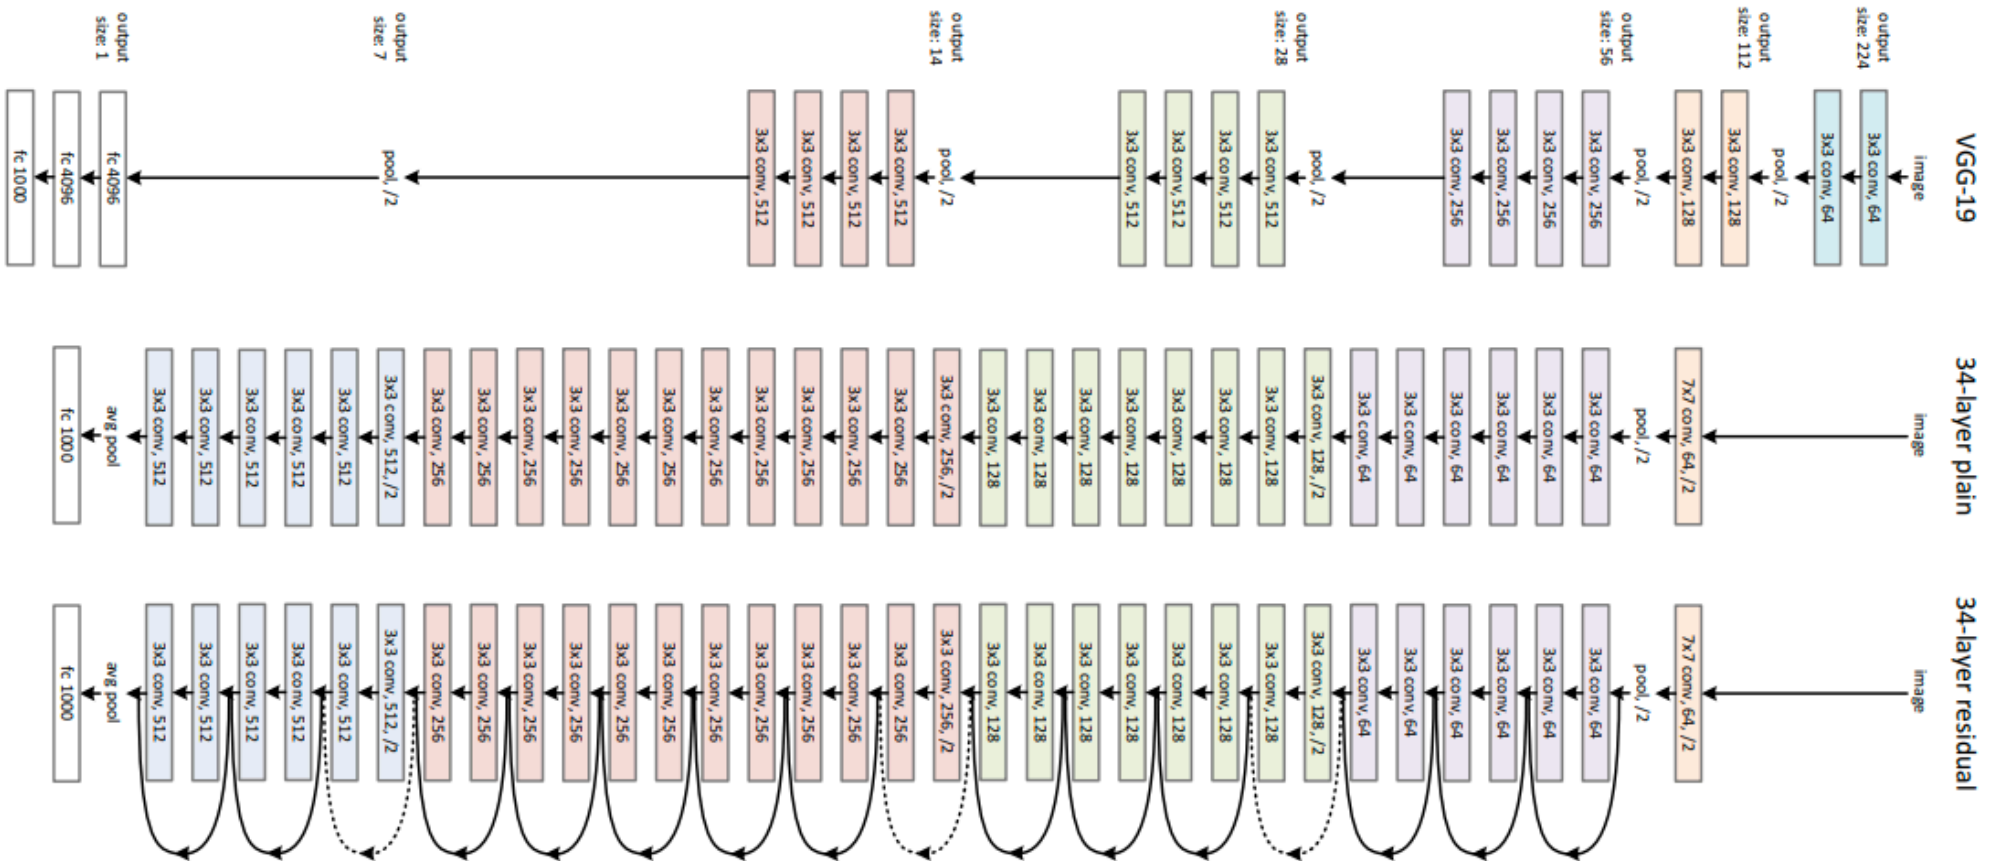 output
size: 224
output
size: 112
output
size: 56
output
size: 28
output
size: 14
output
size: 7
output
size: 1
VGG-19
image
3x3 conv, 64
3x3 conv, 64
pool, /2
3x3 conv, 128
3x3 conv, 128
pool, /2
3x3 conv, 256
3x3 conv, 256
3x3 conv, 256
3x3 conv, 256
pool, /2
3x3 conv, 512
3x3 conv, 512
3x3 conv, 512
3x3 conv, 512
pool, /2
3x3 conv, 512
3x3 conv, 512
3x3 conv, 512
3x3 conv, 512
pool, /2
fc 4096
fc 4096
fc 1000
34-layer plain
image
7x7 conv, 64, /2
pool, /2
3x3 conv, 64
3x3 conv, 64
3x3 conv, 64
3x3 conv, 64
3x3 conv, 64
3x3 conv, 64
3x3 conv, 128, /2
3x3 conv, 128
3x3 conv, 128
3x3 conv, 128
3x3 conv, 128
3x3 conv, 128
3x3 conv, 128
3x3 conv, 128
3x3 conv, 256, /2
3x3 conv, 256
3x3 conv, 256
3x3 conv, 256
3x3 conv, 256
3x3 conv, 256
3x3 conv, 256
3x3 conv, 256
3x3 conv, 256
3x3 conv, 256
3x3 conv, 256
3x3 conv, 256
3x3 conv, 512, /2
3x3 conv, 512
3x3 conv, 512
3x3 conv, 512
3x3 conv, 512
3x3 conv, 512
avg pool
fc 1000
34-layer residual
image
7x7 conv, 64, /2
pool, /2
3x3 conv, 64
3x3 conv, 64
3x3 conv, 64
3x3 conv, 64
3x3 conv, 64
3x3 conv, 64
3x3 conv, 128, /2
3x3 conv, 128
3x3 conv, 128
3x3 conv, 128
3x3 conv, 128
3x3 conv, 128
3x3 conv, 128
3x3 conv, 128
3x3 conv, 256, /2
3x3 conv, 256
3x3 conv, 256
3x3 conv, 256
3x3 conv, 256
3x3 conv, 256
3x3 conv, 256
3x3 conv, 256
3x3 conv, 256
3x3 conv, 256
3x3 conv, 256
3x3 conv, 256
3x3 conv, 512, /2
3x3 conv, 512
3x3 conv, 512
3x3 conv, 512
3x3 conv, 512
3x3 conv, 512
avg pool
fc 1000